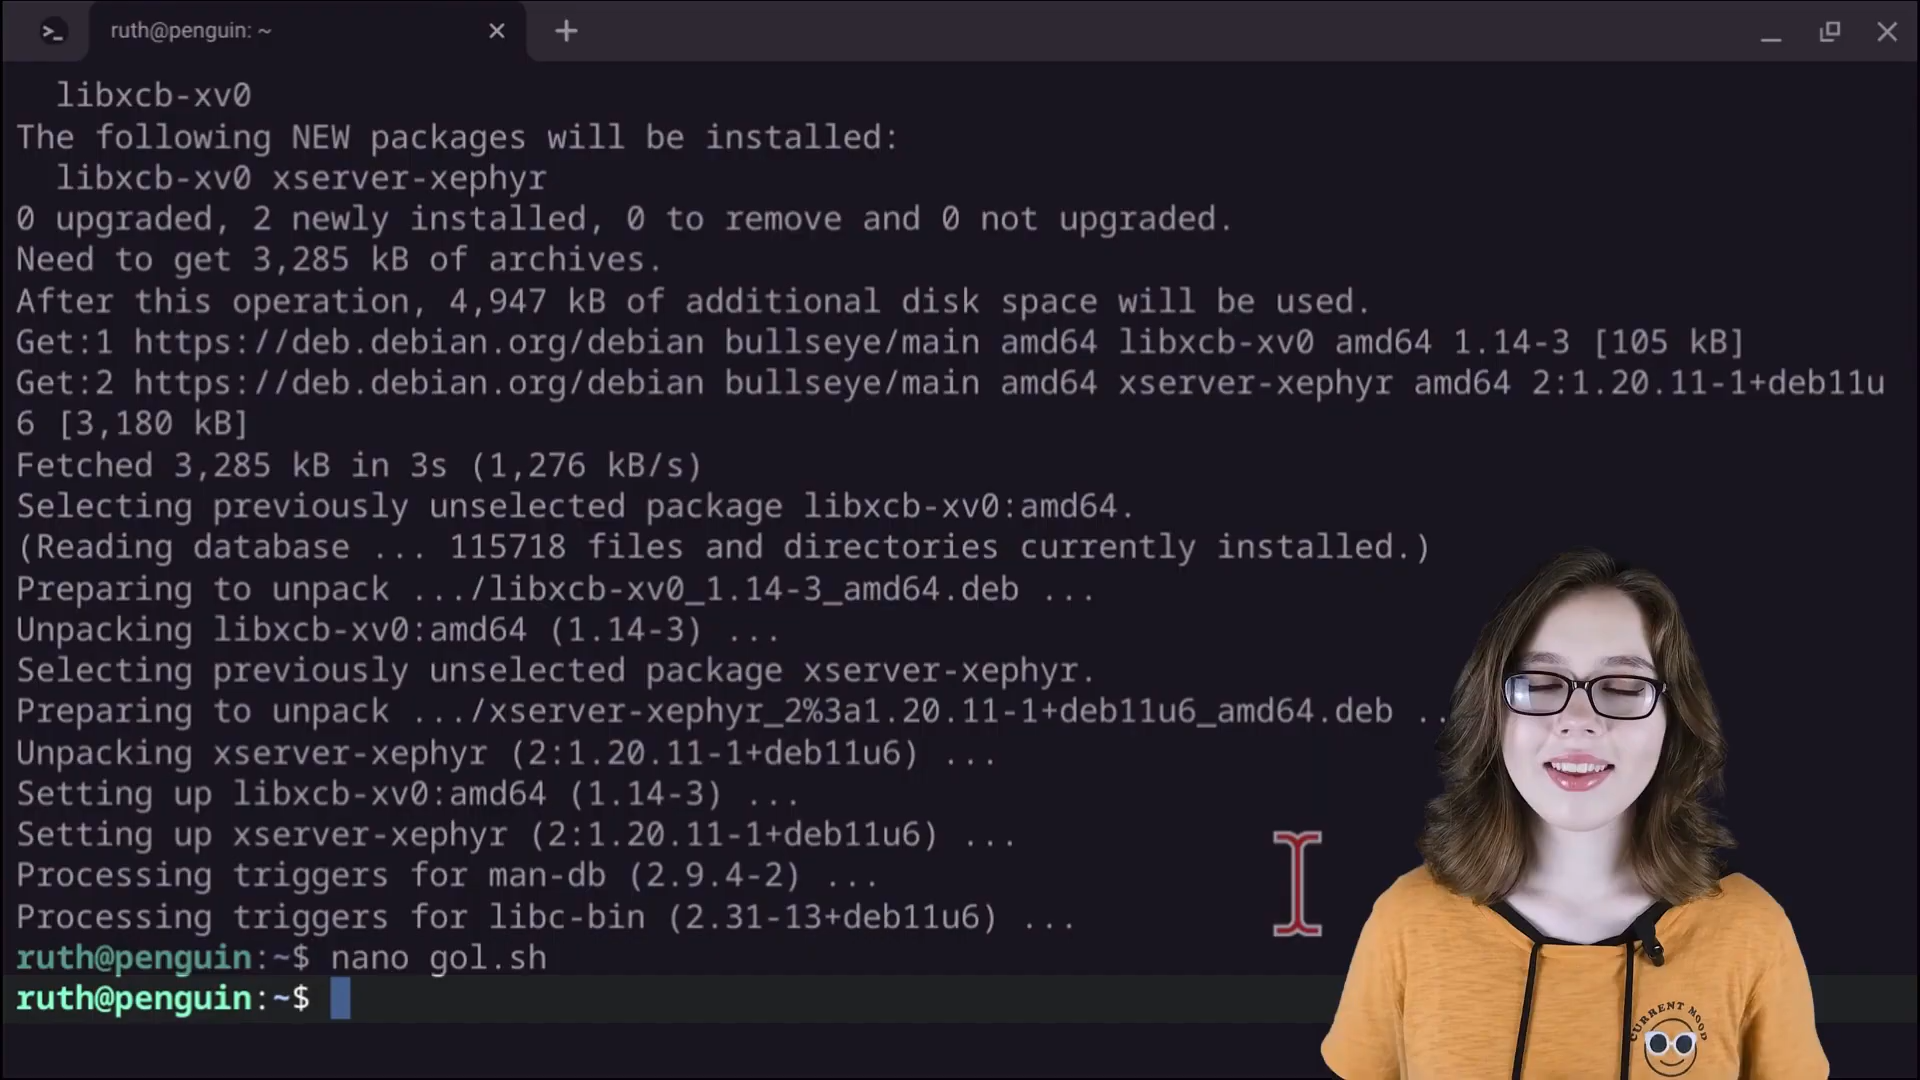 ruth@penguin: ~
libxcb-xv0
The following NEW packages will be installed:
libxcb-xv0 xserver-xephyr
0 upgraded, 2 newly installed, 0 to remove and 0 not upgraded.
Need to get 3,285 kB of archives.
After this operation, 4,947 kB of additional disk space will be used.
Get:1 https://deb.debian.org/debian bullseye/main amd64 libxcb-xv0 amd64 1.14-3 [105 kB]
Get:2 https://deb.debian.org/debian bullseye/main amd64 xserver-xephyr amd64 2:1.20.11-1+deb11u
6 [3,180 kB]
Fetched 3,285 kB in 3s (1,276 kB/s)
Selecting previously unselected package libxcb-xv0:amd64.
(Reading database ... 115718 files and directories currently installed.)
Preparing to unpack .../libxcb-xv0_1.14-3_amd64.deb ...
Unpacking libxcb-xv0:amd64 (1.14-3) ...
Selecting previously unselected package xserver-xephyr.
Preparing to unpack .../xserver-xephyr_2%3a1.20.11-1+deb11u6_amd64.deb ..
Unpacking xserver-xephyr (2:1.20.11-1+deb11u6) ...
Setting up libxcb-xv0:amd64 (1.14-3) ...
Setting up xserver-xephyr (2:1.20.11-1+deb11u6) ...
Processing triggers for man-db (2.9.4-2) ...
Processing triggers for libc-bin (2.31-13+deb11u6) ...
ruth@penguin:~$ nano gol.sh
ruth@penguin:~$
CURRENT MOOD